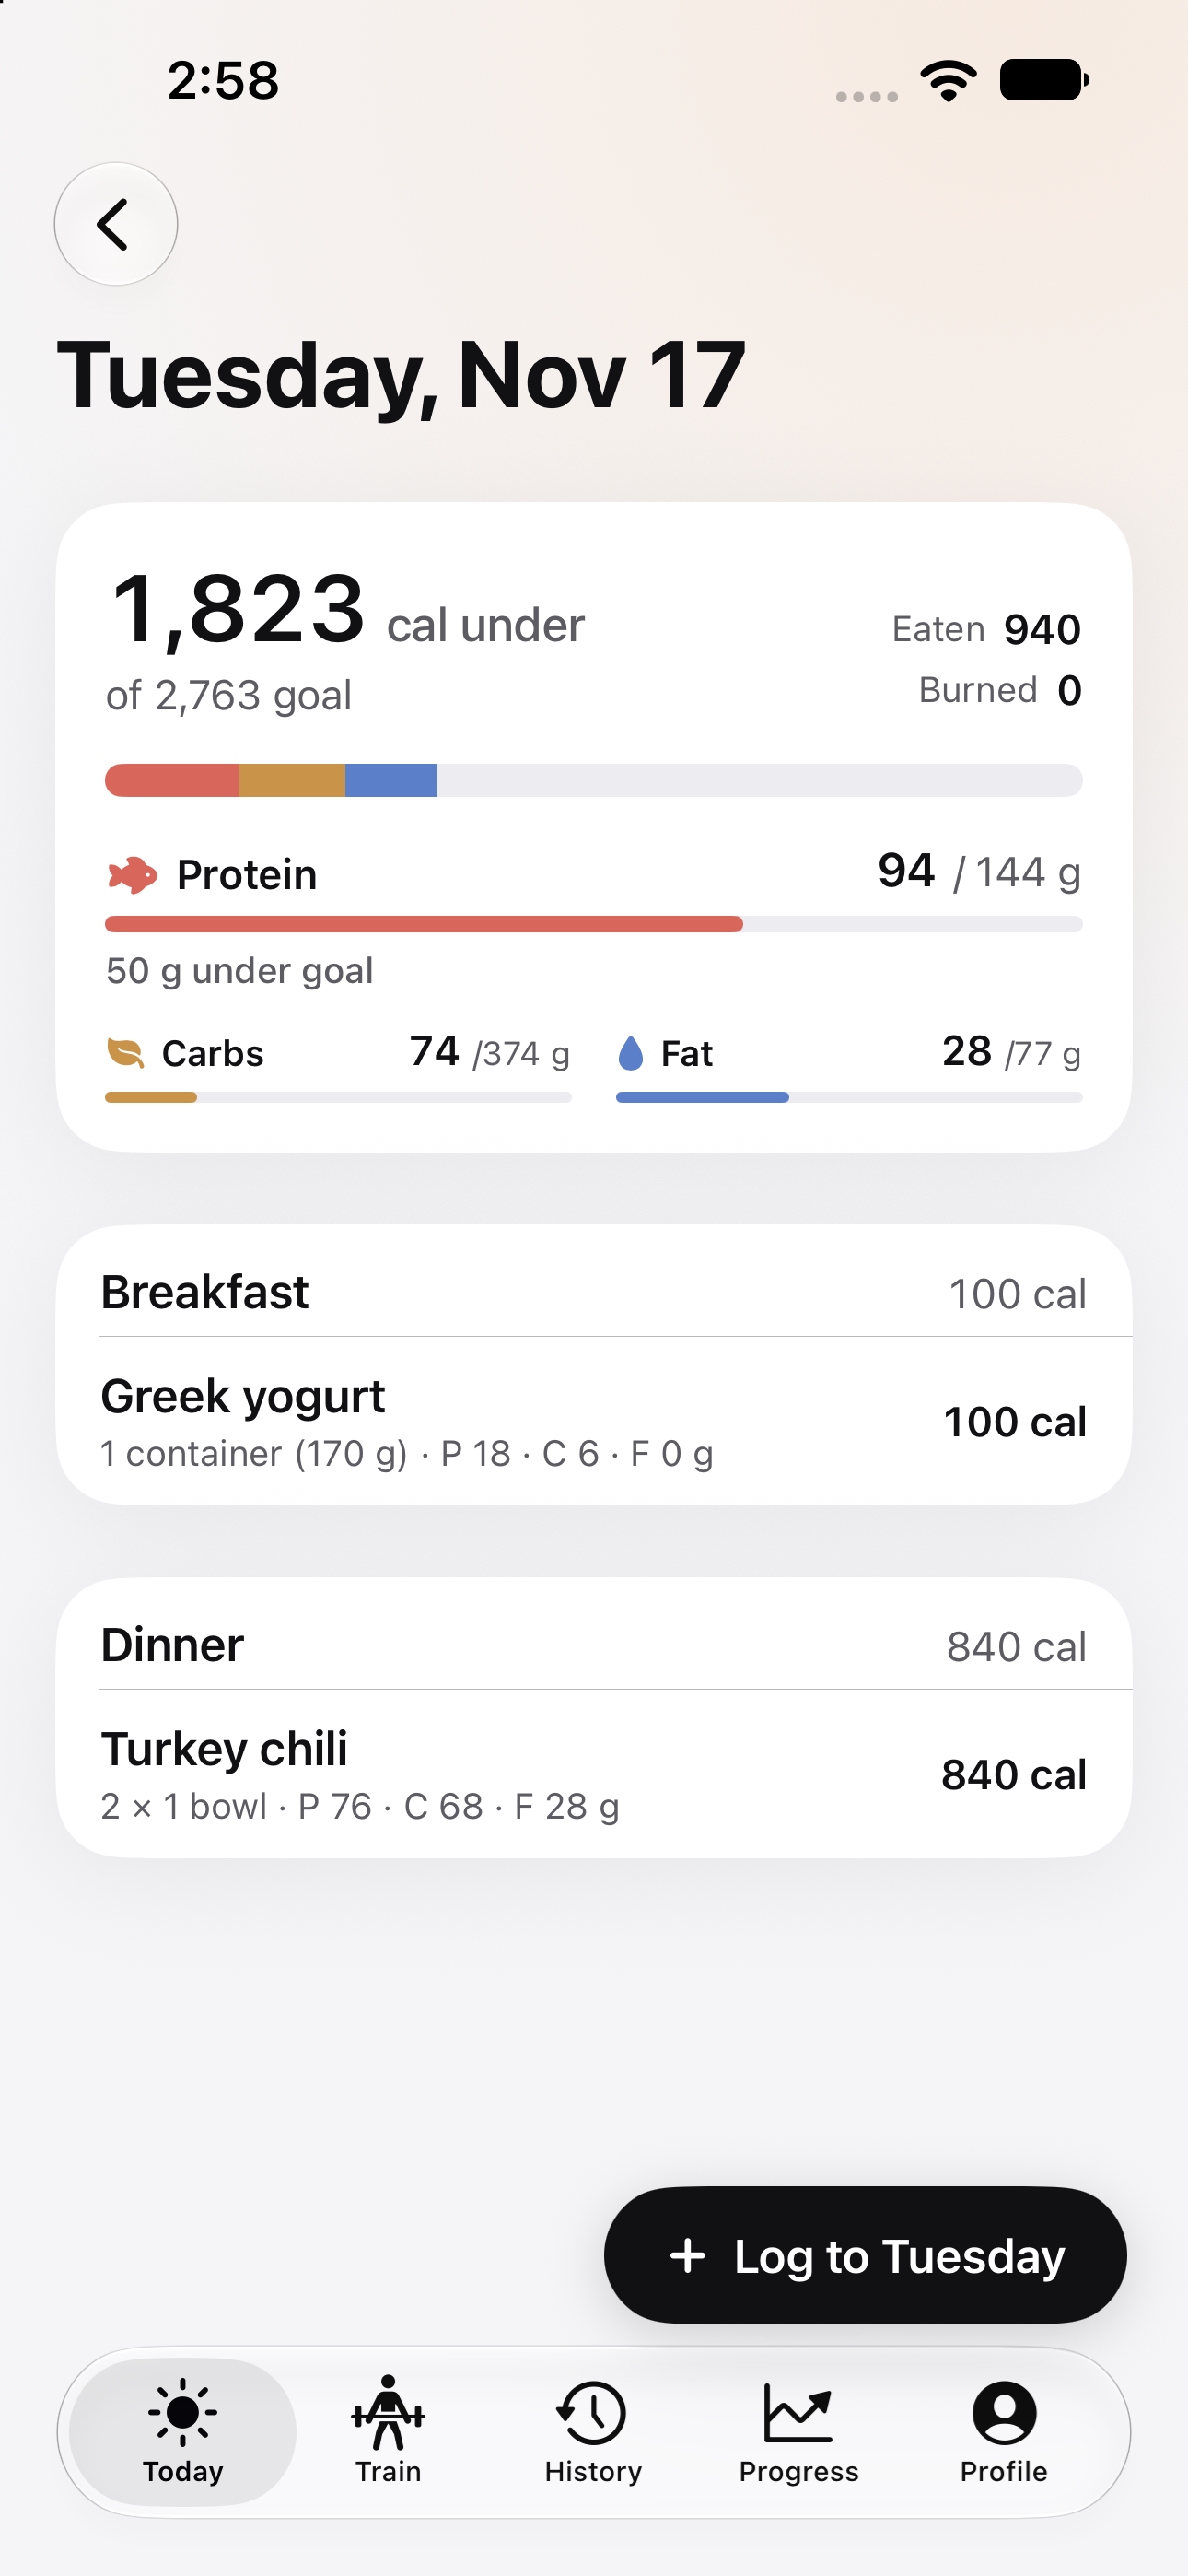 2:58
Tuesday, Nov 17
1,823 cal under
Eaten 940
of 2,763 goal
Burned 0
Protein 94 / 144 g
50 g under goal
Carbs 74 /374 g Fat 28 /77 g
Breakfast 100 cal
Greek yogurt
100 cal
1 container (170 g) · P 18 · C 6 · F 0 g
Dinner 840 cal
Turkey chili
840 cal
2 × 1 bowl · P 76 · C 68 · F 28 g
+ Log to Tuesday
Today Train History Progress Profile